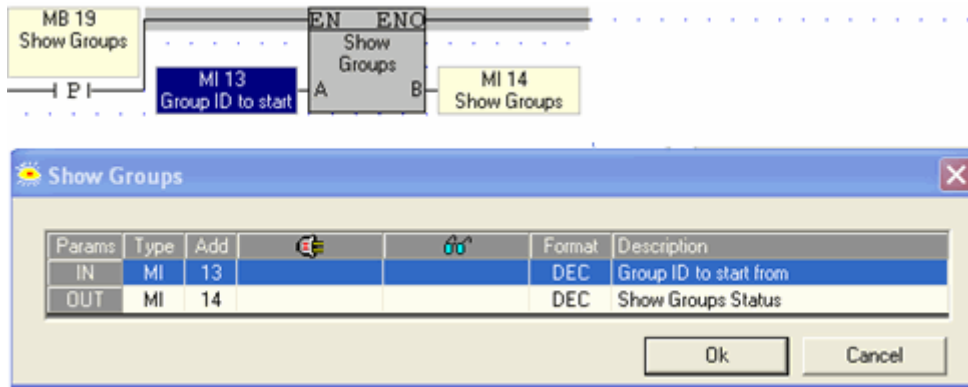 MB 19
Show Groups
P
EN ENO
Show
Groups
A B
MI 13
Group ID to start
MI 14
Show Groups
Show Groups
Params Type Add Format Description
IN MI 13 DEC Group ID to start from
OUT MI 14 DEC Show Groups Status
Ok Cancel